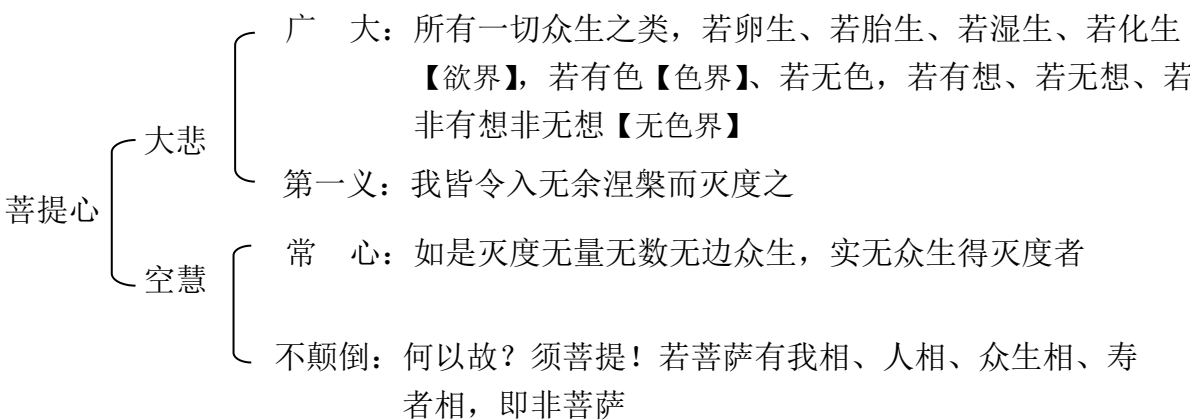 广 大：所有一切众生之类，若卵生、若胎生、若湿生、若化生
【欲界】，若有色【色界】、若无色，若有想、若无想、若
非有想非无想【无色界】
大悲
第一义：我皆令入无余涅槃而灭度之
菩提心
常 心：如是灭度无量无数无边众生，实无众生得灭度者
空慧
不颠倒：何以故？须菩提！若菩萨有我相、人相、众生相、寿
者相，即非菩萨